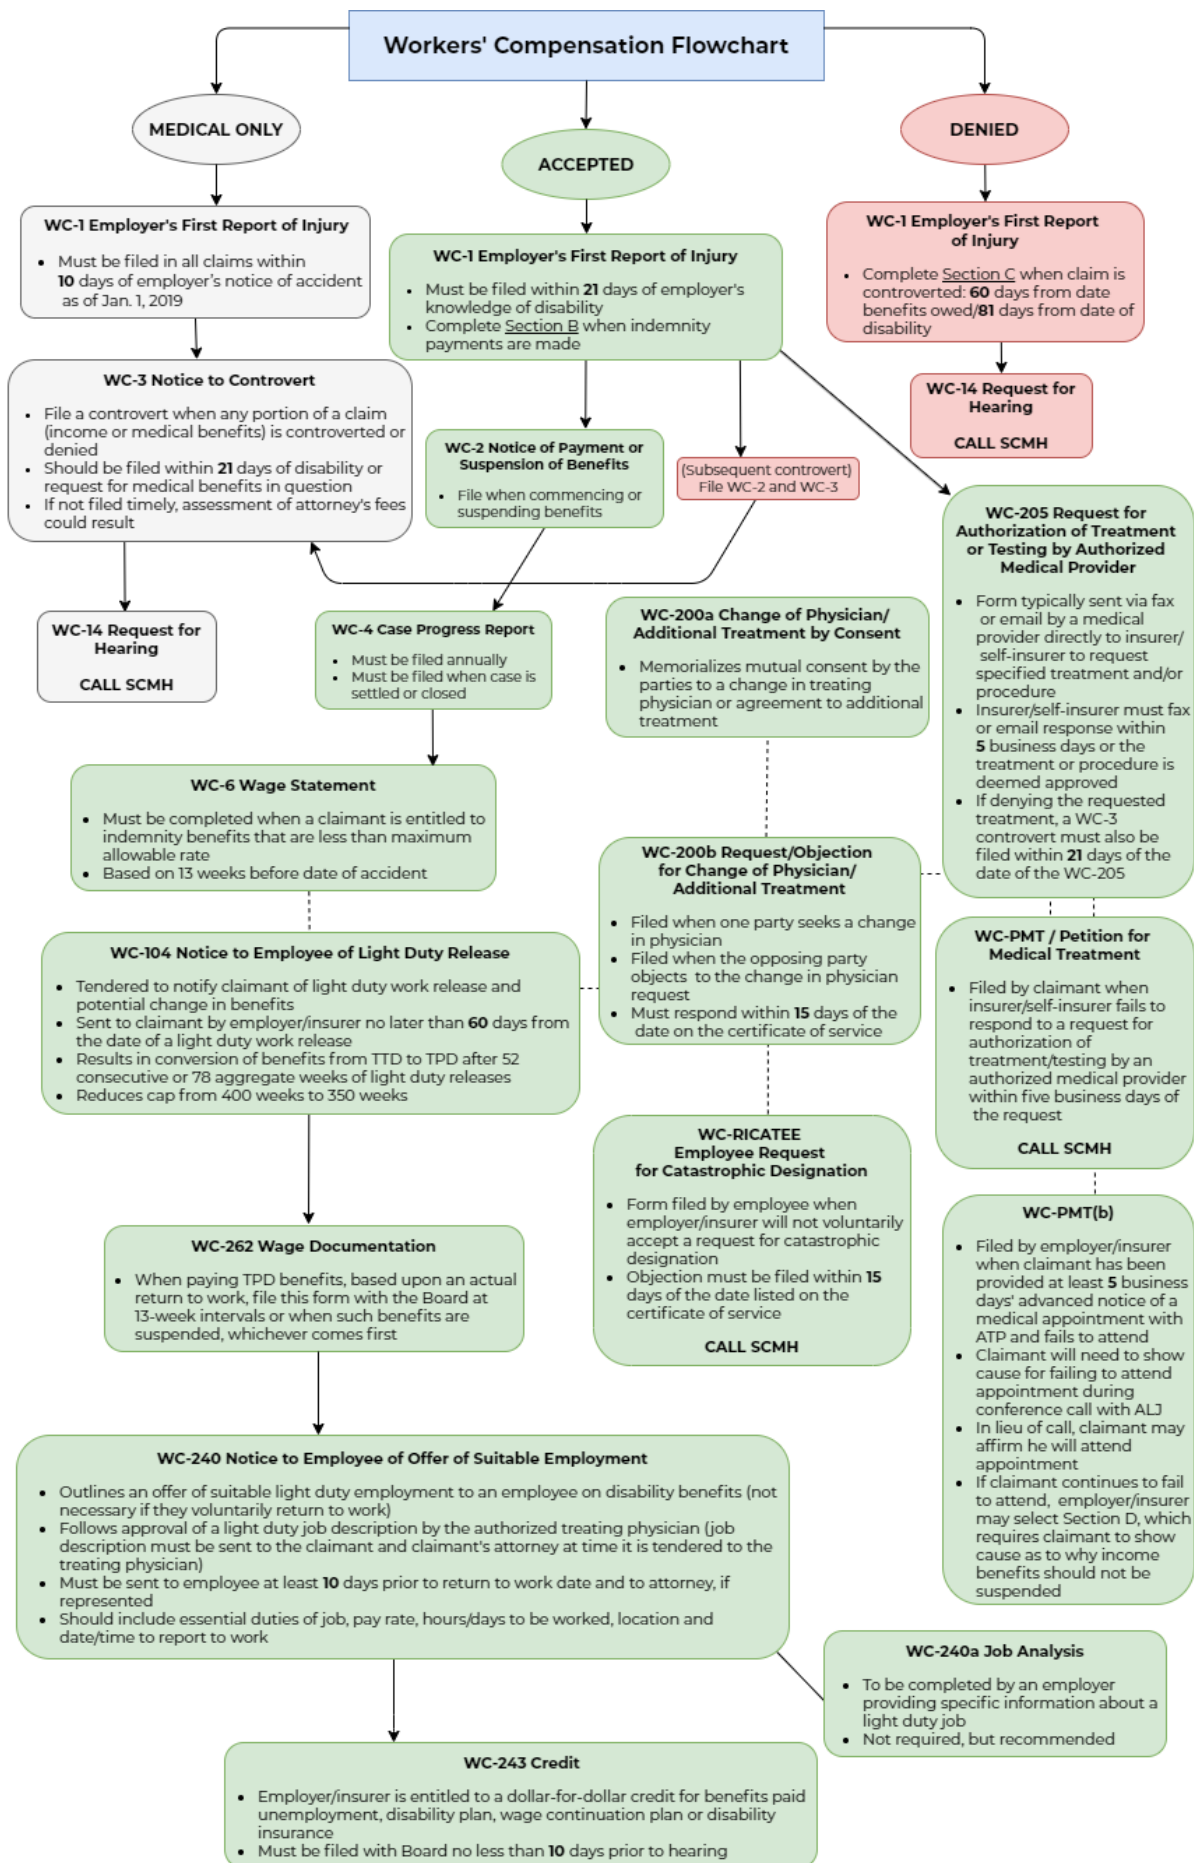 Workers' Compensation Flowchart
MEDICAL ONLY
ACCEPTED
DENIED
WC-1 Employer's First Report of Injury
• Must be filed in all claims within
10 days of employer's notice of accident
as of Jan. 1, 2019
WC-1 Employer's First Report of Injury
• Must be filed within 21 days of employer's
knowledge of disability
• Complete Section B when indemnity
payments are made
WC-1 Employer's First Report
of Injury
• Complete Section C when claim is
controverted: 60 days from date
benefits owed/81 days from date of
disability
WC-3 Notice to Controvert
• File a controvert when any portion of a claim
(income or medical benefits) is controverted or
denied
• Should be filed within 21 days of disability or
request for medical benefits in question
• If not filed timely, assessment of attorney's fees
could result
WC-2 Notice of Payment or
Suspension of Benefits
• File when commencing or
suspending benefits
(Subsequent controvert)
File WC-2 and WC-3
WC-14 Request for
Hearing
CALL SCMH
WC-205 Request for
Authorization of Treatment
or Testing by Authorized
Medical Provider
• Form typically sent via fax
or email by a medical
provider directly to insurer/
self-insurer to request
specified treatment and/or
procedure
• Insurer/self-insurer must fax
or email response within
5 business days or the
treatment or procedure is
deemed approved
• If denying the requested
treatment, a WC-3
controvert must also be
filed within 21 days of the
date of the WC-205
WC-14 Request for
Hearing
CALL SCMH
WC-4 Case Progress Report
• Must be filed annually
• Must be filed when case is
settled or closed
WC-200a Change of Physician/
Additional Treatment by Consent
• Memorializes mutual consent by the
parties to a change in treating
physician or agreement to additional
treatment
WC-6 Wage Statement
• Must be completed when a claimant is entitled to
indemnity benefits that are less than maximum
allowable rate
• Based on 13 weeks before date of accident
WC-200b Request/Objection
for Change of Physician/
Additional Treatment
• Filed when one party seeks a change
in physician
• Filed when the opposing party
objects to the change in physician
request
• Must respond within 15 days of the
date on the certificate of service
WC-104 Notice to Employee of Light Duty Release
• Tendered to notify claimant of light duty work release and
potential change in benefits
• Sent to claimant by employer/insurer no later than 60 days from
the date of a light duty work release
• Results in conversion of benefits from TTD to TPD after 52
consecutive or 78 aggregate weeks of light duty releases
• Reduces cap from 400 weeks to 350 weeks
WC-PMT / Petition for
Medical Treatment
• Filed by claimant when
insurer/self-insurer fails to
respond to a request for
authorization of
treatment/testing by an
authorized medical provider
within five business days of
the request
CALL SCMH
WC-RICATEE
Employee Request
for Catastrophic Designation
• Form filed by employee when
employer/insurer will not voluntarily
accept a request for catastrophic
designation
• Objection must be filed within 15
days of the date listed on the
certificate of service
CALL SCMH
WC-262 Wage Documentation
• When paying TPD benefits, based upon an actual
return to work, file this form with the Board at
13-week intervals or when such benefits are
suspended, whichever comes first
WC-PMT(b)
• Filed by employer/insurer
when claimant has been
provided at least 5 business
days' advanced notice of a
medical appointment with
ATP and fails to attend
• Claimant will need to show
cause for failing to attend
appointment during
conference call with ALJ
• In lieu of call, claimant may
affirm he will attend
appointment
• If claimant continues to fail
to attend, employer/insurer
may select Section D, which
requires claimant to show
cause as to why income
benefits should not be
suspended
WC-240 Notice to Employee of Offer of Suitable Employment
• Outlines an offer of suitable light duty employment to an employee on disability benefits (not
necessary if they voluntarily return to work)
• Follows approval of a light duty job description by the authorized treating physician (job
description must be sent to the claimant and claimant's attorney at time it is tendered to the
treating physician)
• Must be sent to employee at least 10 days prior to return to work date and to attorney, if
represented
• Should include essential duties of job, pay rate, hours/days to be worked, location and
date/time to report to work
WC-240a Job Analysis
• To be completed by an employer
providing specific information about a
light duty job
• Not required, but recommended
WC-243 Credit
• Employer/insurer is entitled to a dollar-for-dollar credit for benefits paid
unemployment, disability plan, wage continuation plan or disability
insurance
• Must be filed with Board no less than 10 days prior to hearing